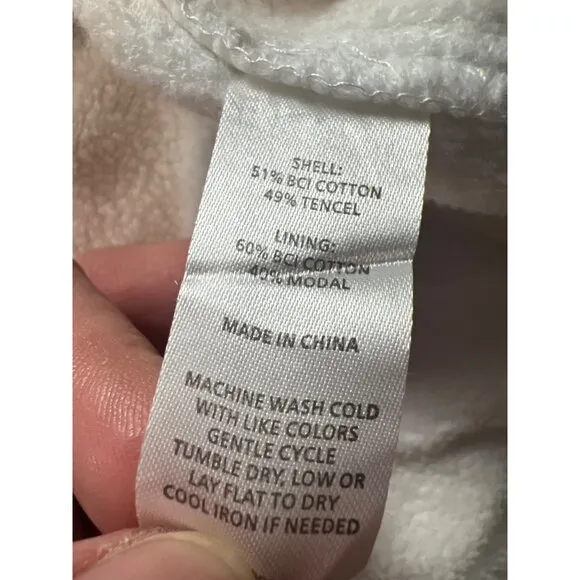 SHELL:
51% BCI COTTON
49% TENCEL
LINING:
60% BCI COTTON
40% MODAL
MADE IN CHINA
MACHINE WASH COLD
WITH LIKE COLORS
GENTLE CYCLE
TUMBLE DRY, LOW OR
LAY FLAT TO DRY
COOL IRON IF NEEDED